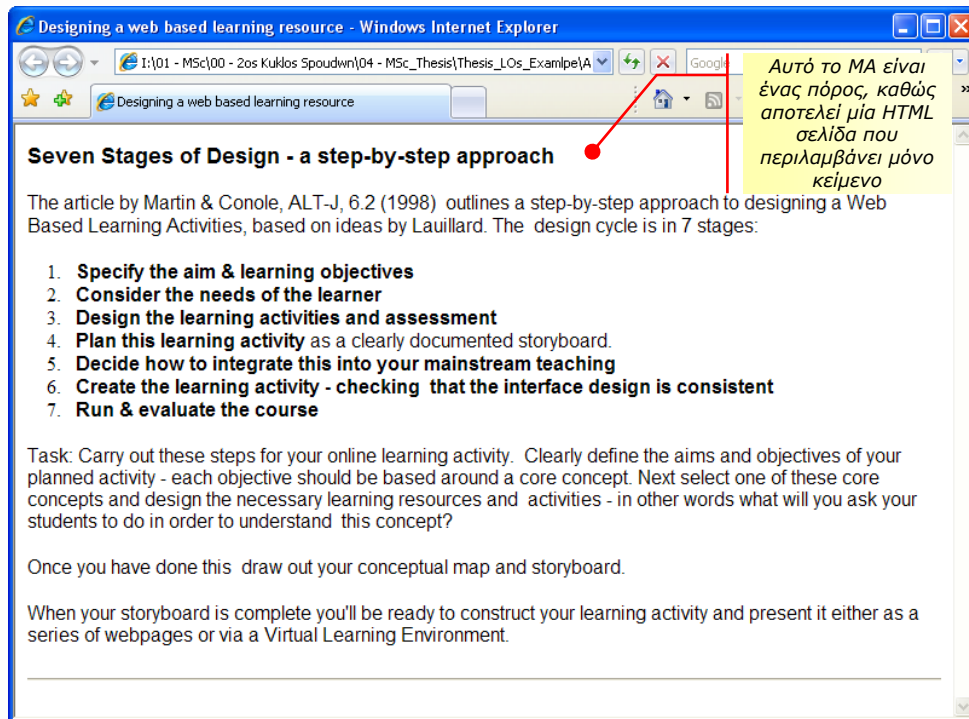 Designing a web based learning resource - Windows Internet Explorer
I:\01 - MSc\00 - 2os Kuklos Spoudwn\04 - MSc_Thesis\Thesis_LOs_Examlpe\A
Google
Designing a web based learning resource
»
Αυτό το ΜΑ είναι
ένας πόρος, καθώς
αποτελεί μία HTML
σελίδα που
περιλαμβάνει μόνο
κείμενο
Seven Stages of Design - a step-by-step approach
The article by Martin & Conole, ALT-J, 6.2 (1998)  outlines a step-by-step approach to designing a Web
Based Learning Activities, based on ideas by Lauillard. The  design cycle is in 7 stages:
1. Specify the aim & learning objectives
2. Consider the needs of the learner
3. Design the learning activities and assessment
4. Plan this learning activity as a clearly documented storyboard.
5. Decide how to integrate this into your mainstream teaching
6. Create the learning activity - checking  that the interface design is consistent
7. Run & evaluate the course
Task: Carry out these steps for your online learning activity.  Clearly define the aims and objectives of your
planned activity - each objective should be based around a core concept. Next select one of these core
concepts and design the necessary learning resources and  activities - in other words what will you ask your
students to do in order to understand  this concept?
Once you have done this  draw out your conceptual map and storyboard.
When your storyboard is complete you'll be ready to construct your learning activity and present it either as a
series of webpages or via a Virtual Learning Environment.